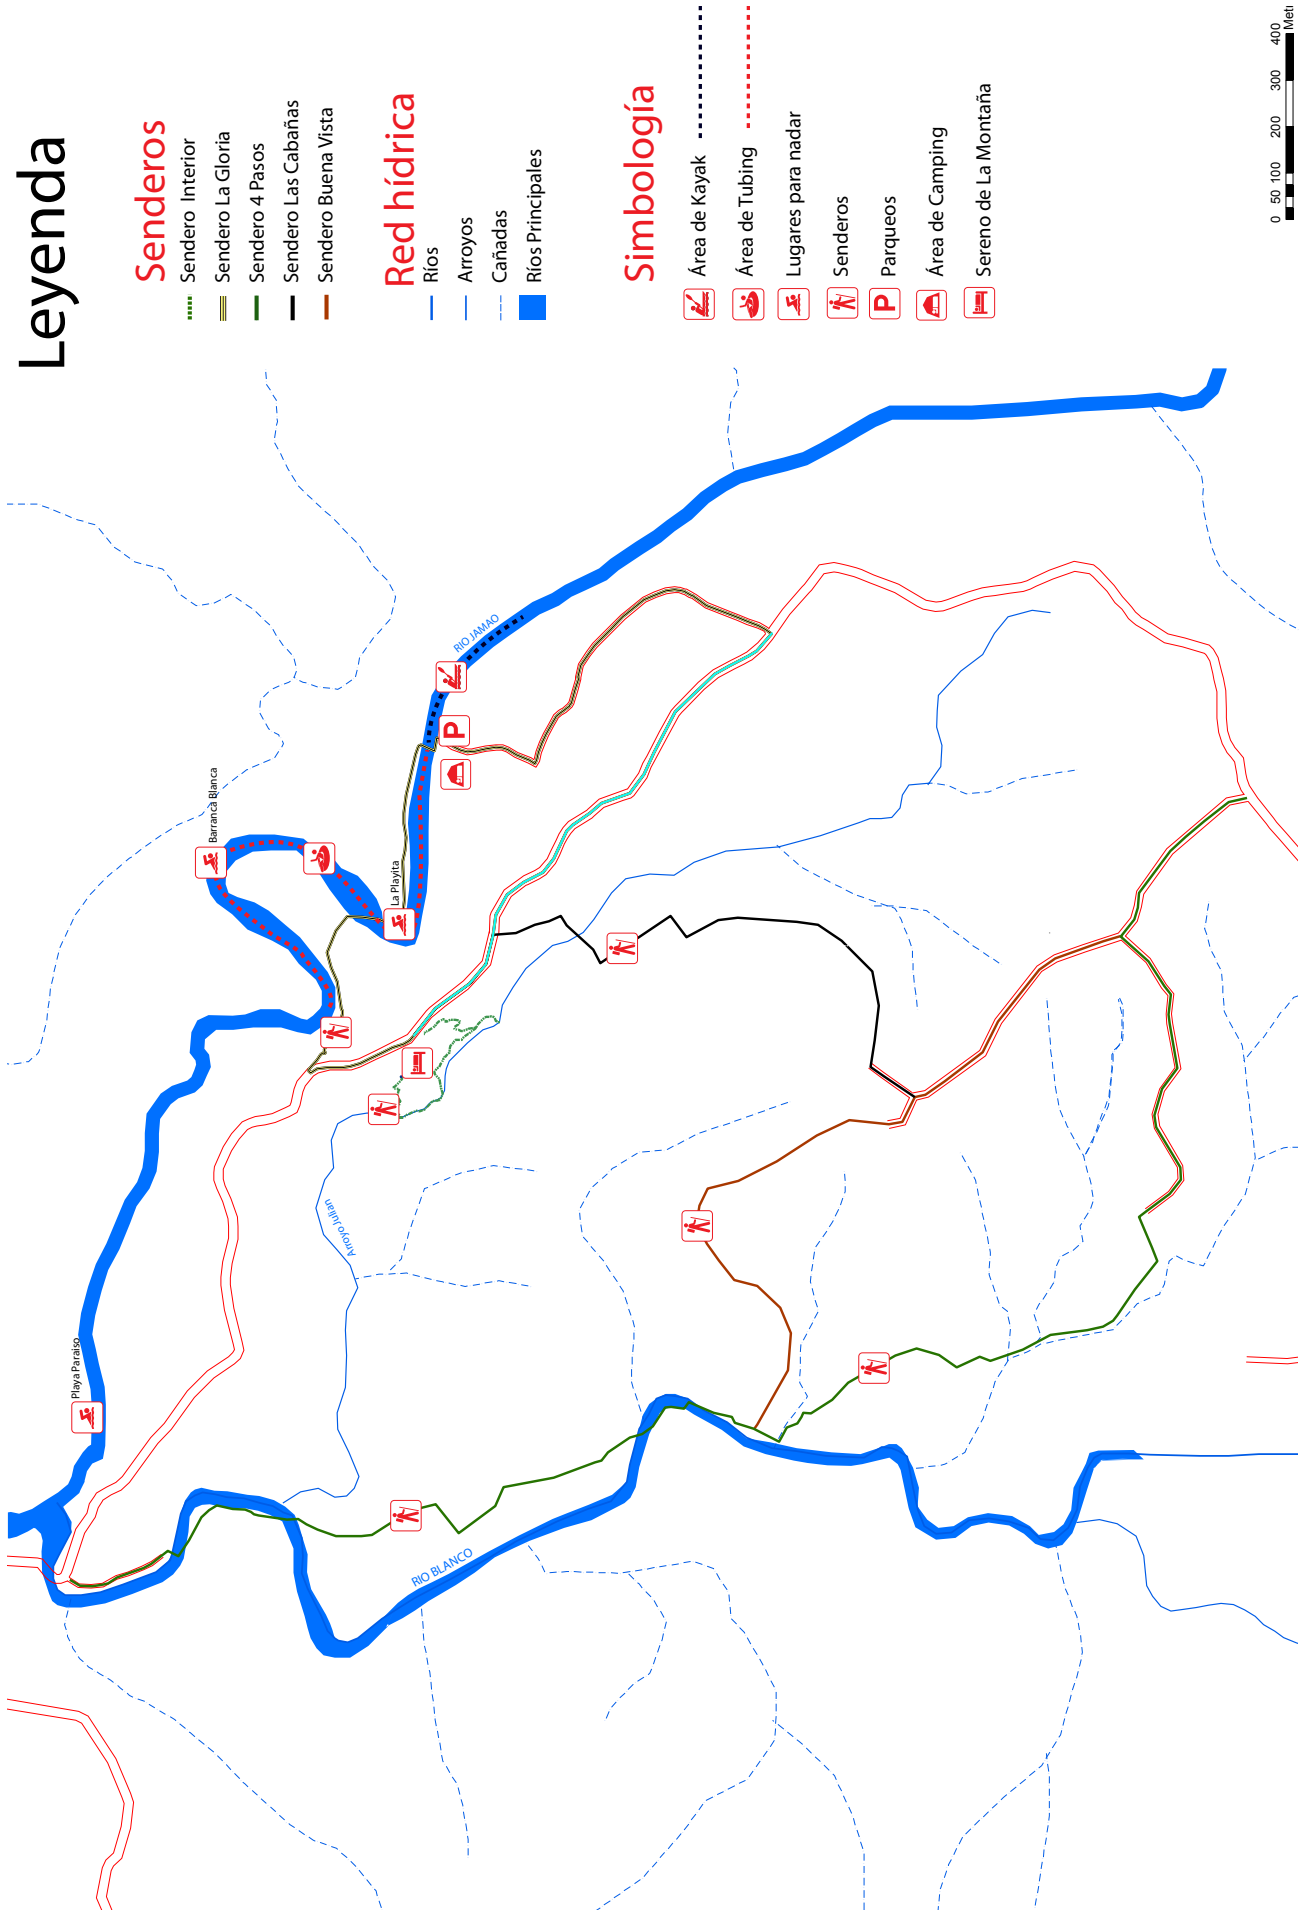 Leyenda
Senderos
Sendero Interior
Sendero La Gloria
Sendero 4 Pasos
Sendero Las Cabañas
Sendero Buena Vista
Red hídrica
Ríos
Arroyos
Cañadas
Ríos Principales
Simbología
Área de Kayak
Área de Tubing
Lugares para nadar
Senderos
P Parqueos
Área de Camping
Sereno de La Montaña
0 50 100 200 300 400
Playa Paraiso
Barranca Blanca
La Playita
RIO JAMAO
P
Arroyo Julian
RIO BLANCO